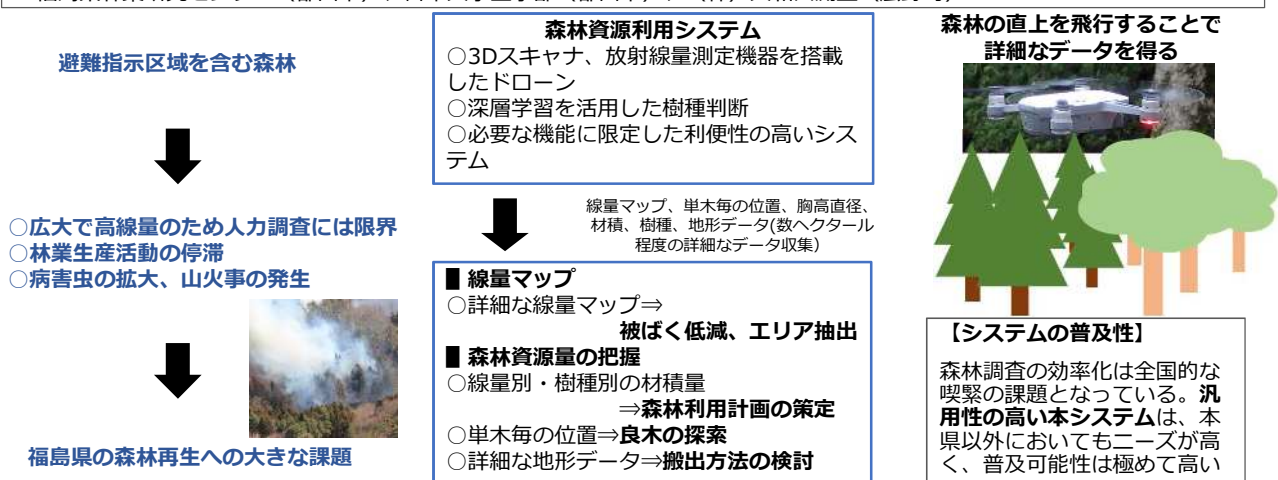 避難指示区域を含む森林
○広大で高線量のため人力調査には限界
○林業生産活動の停滞
○病害虫の拡大、山火事の発生
福島県の森林再生への大きな課題
森林資源利用システム
○3Dスキャナ、放射線量測定機器を搭載
したドローン
○深層学習を活用した樹種判断
○必要な機能に限定した利便性の高いシス
テム
線量マップ、単木毎の位置、胸高直径、
材積、樹種、地形データ(数ヘクタール
程度の詳細なデータ収集)
■ 線量マップ
○詳細な線量マップ⇒
被ばく低減、エリア抽出
■ 森林資源量の把握
○線量別・樹種別の材積量
⇒森林利用計画の策定
○単木毎の位置⇒良木の探索
○詳細な地形データ⇒搬出方法の検討
森林の直上を飛行することで
詳細なデータを得る
【システムの普及性】
森林調査の効率化は全国的な
喫緊の課題となっている。汎
用性の高い本システムは、本
県以外においてもニーズが高
く、普及可能性は極めて高い